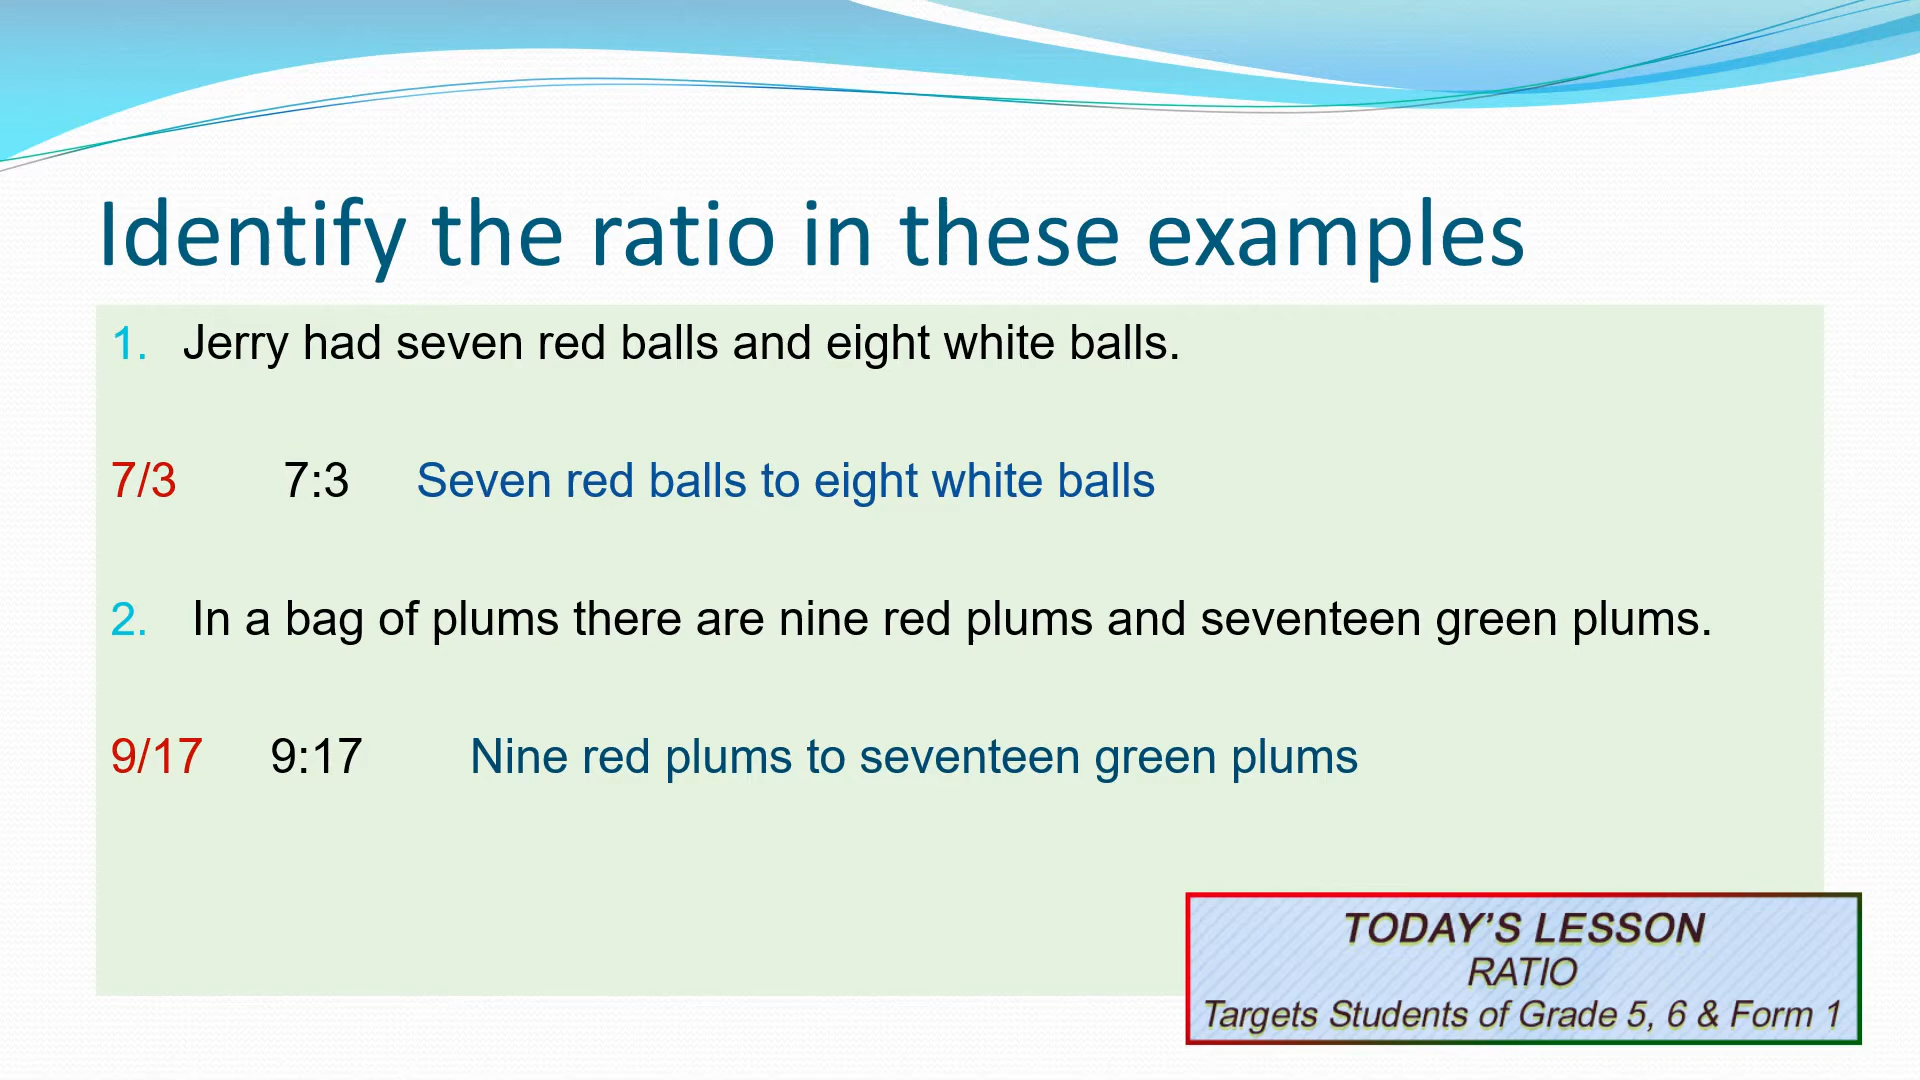 Identify the ratio in these examples
1. Jerry had seven red balls and eight white balls.
7/3 7:3 Seven red balls to eight white balls
2. In a bag of plums there are nine red plums and seventeen green plums.
9/17 9:17 Nine red plums to seventeen green plums
TODAY'S LESSON
RATIO
Targets Students of Grade 5, 6 & Form 1